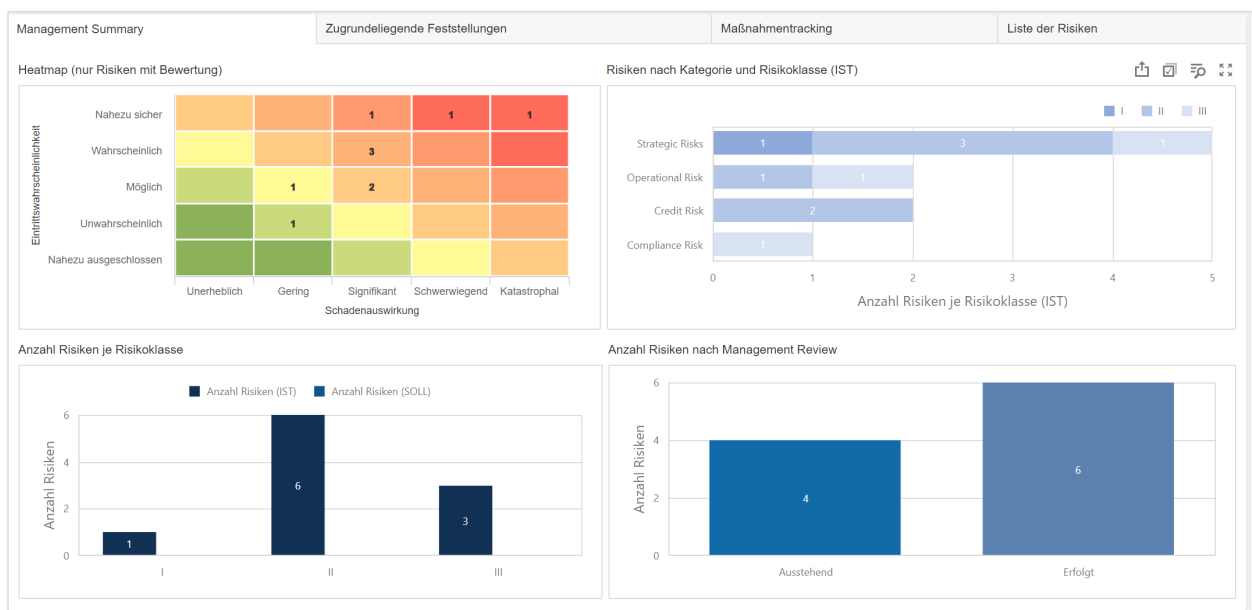 Management Summary
Zugrundeliegende Feststellungen
Maßnahmentracking
Liste der Risiken
Heatmap (nur Risiken mit Bewertung)
Eintrittswahrscheinlichkeit
Nahezu sicher 1 1 1
Wahrscheinlich 3
Möglich 1 2
Unwahrscheinlich 1
Nahezu ausgeschlossen
Unerheblich Gering Signifikant Schwerwiegend Katastrophal
Schadenauswirkung
Risiken nach Kategorie und Risikoklasse (IST)
I II III
Strategic Risks 1 3 1
Operational Risk 1 1
Credit Risk 2
Compliance Risk 1
0 1 2 3 4 5
Anzahl Risiken je Risikoklasse (IST)
Anzahl Risiken je Risikoklasse
Anzahl Risiken (IST) Anzahl Risiken (SOLL)
Anzahl Risiken
6
4
2
0
1 6 3
I II III
Anzahl Risiken nach Management Review
Anzahl Risiken
6
4
2
0
4 6
Ausstehend Erfolgt